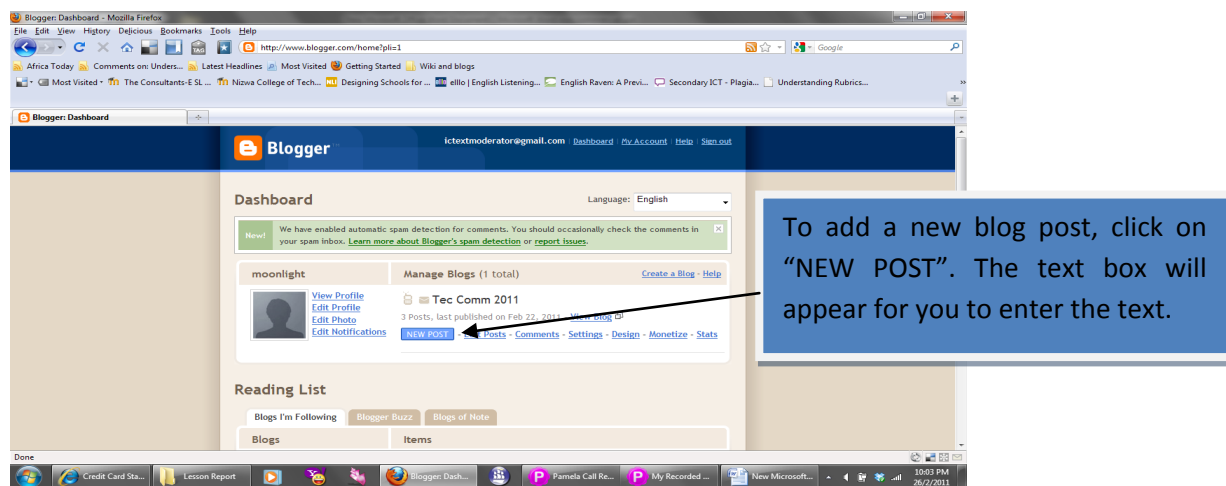 Blogger: Dashboard - Mozilla Firefox
File Edit View History Delicious Bookmarks Tools Help
http://www.blogger.com/home?pli=1
Google
Africa Today Comments on: Unders... Latest Headlines Most Visited Getting Started Wiki and blogs
Most Visited The Consultants-E SL ... Nizwa College of Tech... Designing Schools for ... elllo | English Listening... English Raven: A Previ... Secondary ICT - Plagia... Understanding Rubrics...
Blogger: Dashboard
Blogger
ictextmoderator@gmail.com | Dashboard | My Account | Help | Sign out
Dashboard
Language: English
New! We have enabled automatic spam detection for comments. You should occasionally check the comments in
your spam inbox. Learn more about Blogger's spam detection or report issues.
moonlight
Manage Blogs (1 total)
Create a Blog - Help
View Profile
Edit Profile
Edit Photo
Edit Notifications
Tec Comm 2011
3 Posts, last published on Feb 22, 2011 - View Blog
NEW POST - Edit Posts - Comments - Settings - Design - Monetize - Stats
Reading List
Blogs I'm Following Blogger Buzz Blogs of Note
Blogs Items
To add a new blog post, click on
“NEW POST”. The text box will
appear for you to enter the text.
Done
Credit Card Sta... Lesson Report Blogger: Dash... Pamela Call Re... My Recorded ... New Microsoft... 10:03 PM
26/2/2011